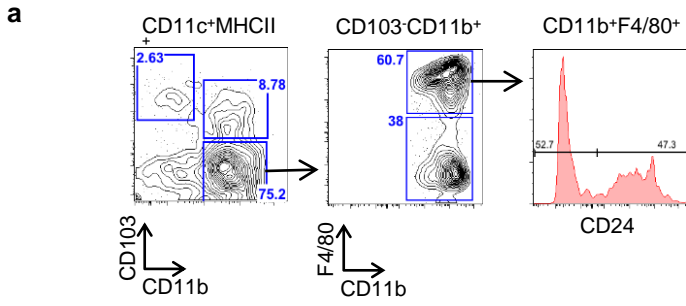 a
CD11c⁺MHCII
+
CD103⁻CD11b⁺
CD11b⁺F4/80⁺
2.63
8.78
75.2
60.7
38
52.7
47.3
CD103
CD11b
F4/80
CD11b
CD24